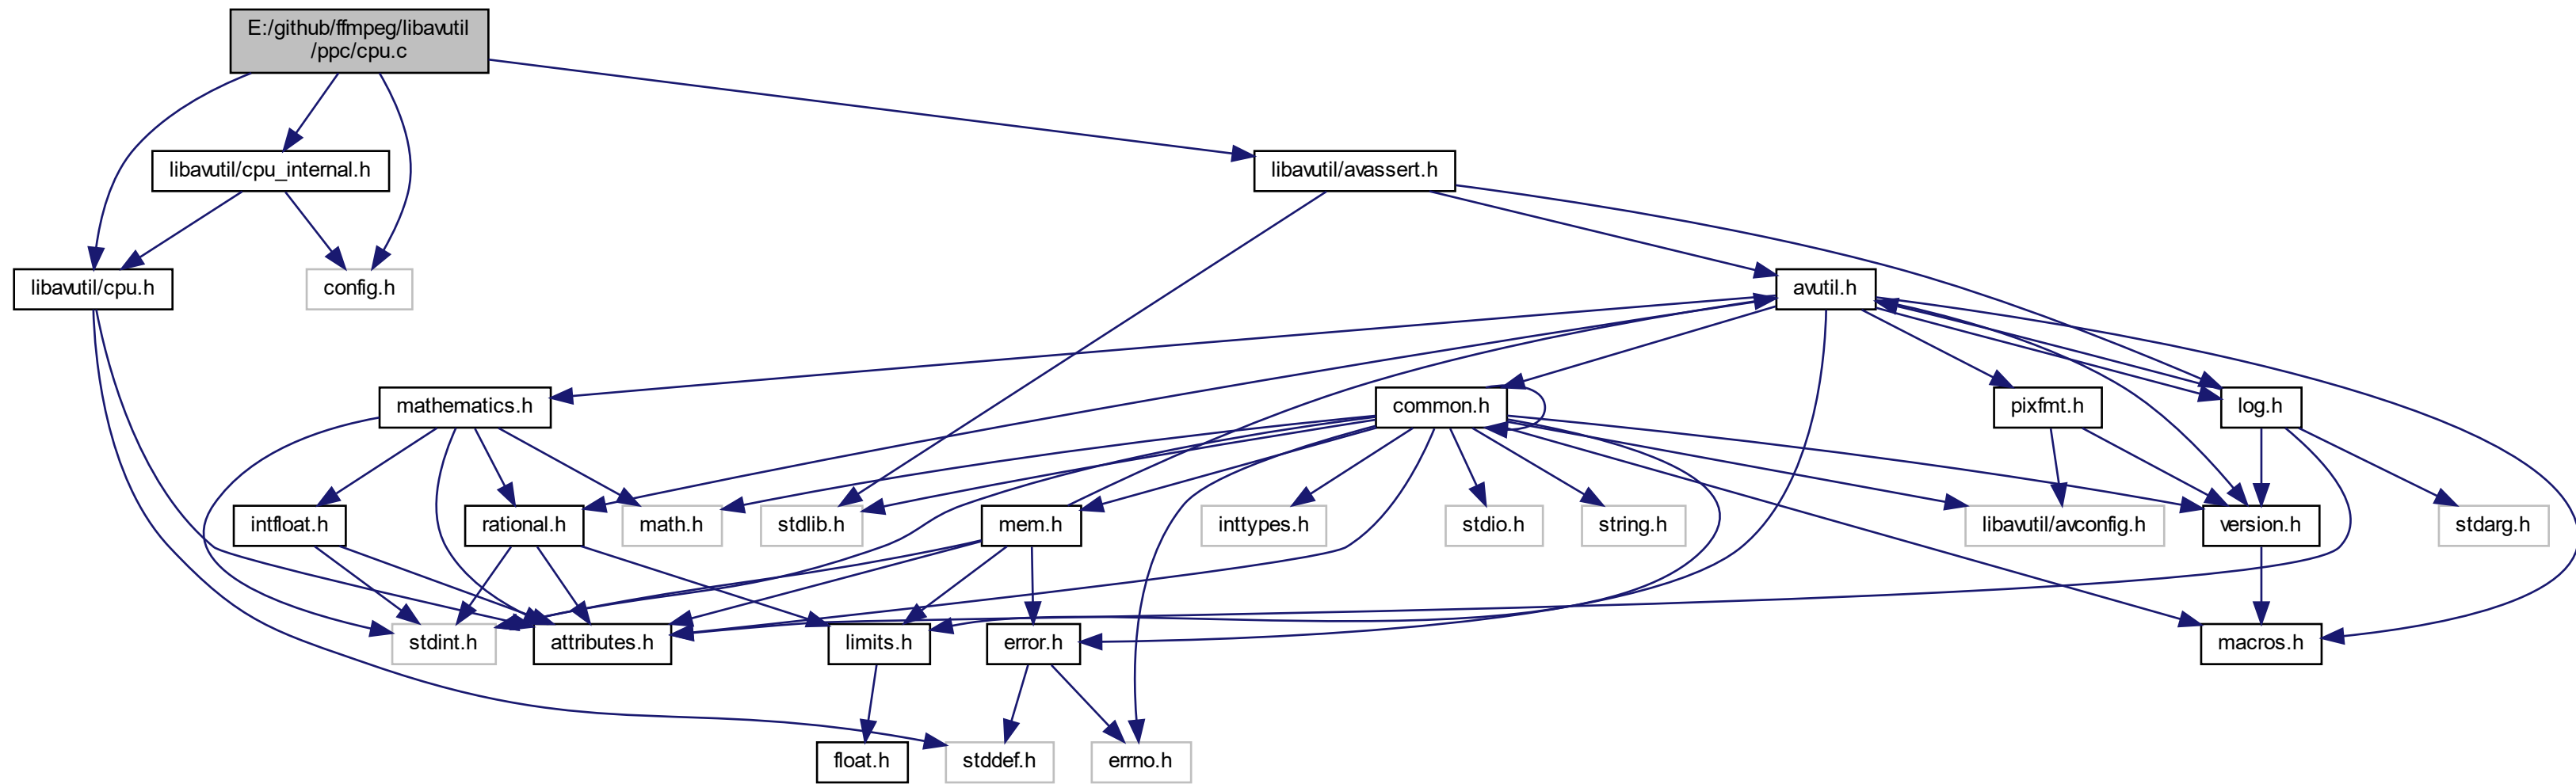 E:/github/ffmpeg/libavutil
/ppc/cpu.c
libavutil/cpu_internal.h
libavutil/avassert.h
libavutil/cpu.h
config.h
avutil.h
mathematics.h
common.h
pixfmt.h
log.h
intfloat.h
rational.h
math.h
stdlib.h
mem.h
inttypes.h
stdio.h
string.h
libavutil/avconfig.h
version.h
stdarg.h
stdint.h
attributes.h
limits.h
error.h
macros.h
float.h
stddef.h
errno.h